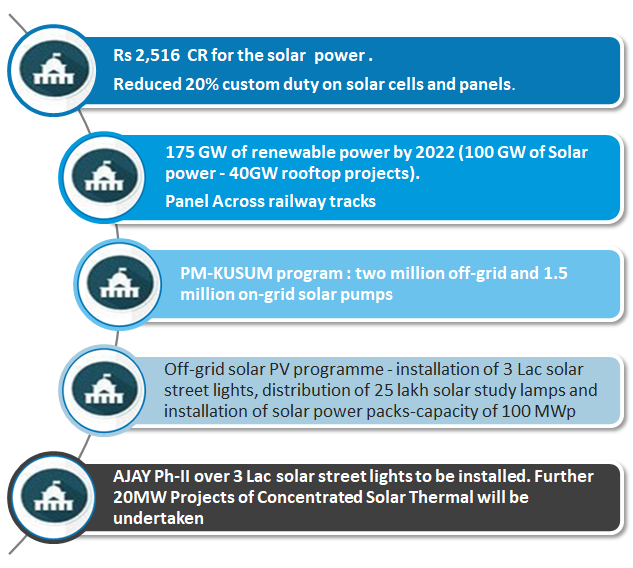 Rs 2,516 CR for the solar power .
Reduced 20% custom duty on solar cells and panels.
175 GW of renewable power by 2022 (100 GW of Solar
power - 40GW rooftop projects).
Panel Across railway tracks
PM-KUSUM program : two million off-grid and 1.5
million on-grid solar pumps
Off-grid solar PV programme - installation of 3 Lac solar
street lights, distribution of 25 lakh solar study lamps and
installation of solar power packs-capacity of 100 MWp
AJAY Ph-II over 3 Lac solar street lights to be installed. Further
20MW Projects of Concentrated Solar Thermal will be
undertaken